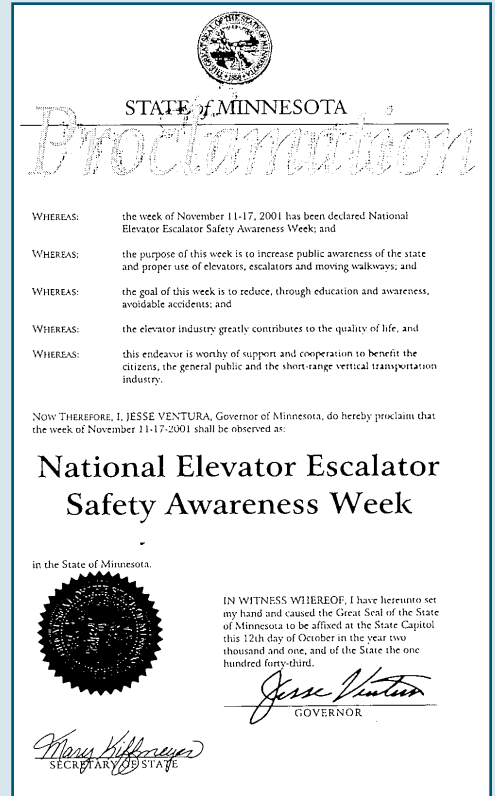 STATE of MINNESOTA
Proclamation
WHEREAS: the week of November 11-17, 2001 has been declared National
Elevator Escalator Safety Awareness Week; and
WHEREAS: the purpose of this week is to increase public awareness of the state
and proper use of elevators, escalators and moving walkways; and
WHEREAS: the goal of this week is to reduce, through education and awareness,
avoidable accidents; and
WHEREAS: the elevator industry greatly contributes to the quality of life, and
WHEREAS: this endeavor is worthy of support and cooperation to benefit the
citizens, the general public and the short-range vertical transportation
industry.
NOW THEREFORE, I, JESSE VENTURA, Governor of Minnesota, do hereby proclaim that
the week of November 11-17-2001 shall be observed as:
National Elevator Escalator
Safety Awareness Week
in the State of Minnesota.
IN WITNESS WHEREOF, I have hereunto set
my hand and caused the Great Seal of the State
of Minnesota to be affixed at the State Capitol
this 12th day of October in the year two
thousand and one, and of the State the one
hundred forty-third.
Jesse Ventura
GOVERNOR
Mary Kiffmeyer
SECRETARY OF STATE